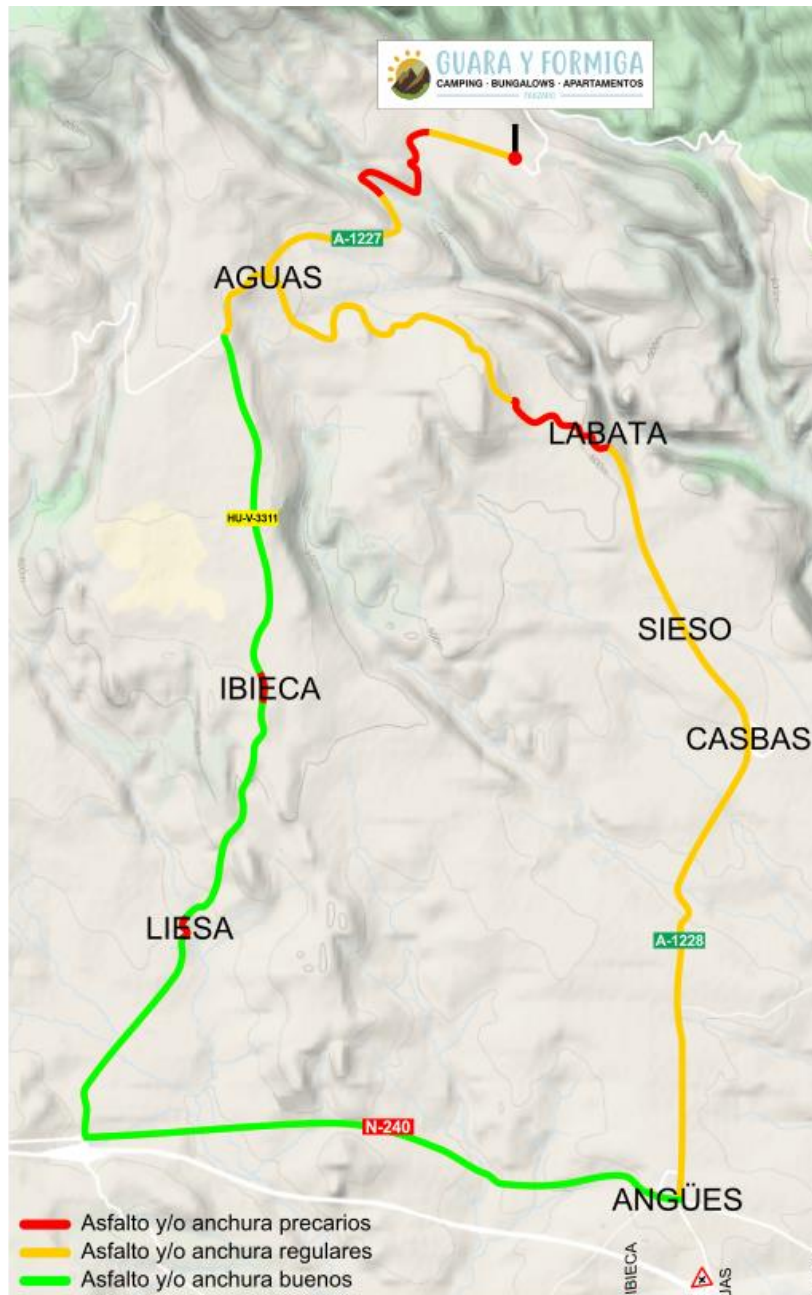 GUARA Y FORMIGA
CAMPING · BUNGALOWS · APARTAMENTOS
A-1227
AGUAS
LABATA
HU-V-3311
SIESO
IBIECA
CASBAS
LIESA
A-1228
N-240
ANGÜES
Asfalto y/o anchura precarios
Asfalto y/o anchura regulares
Asfalto y/o anchura buenos
IBIECA